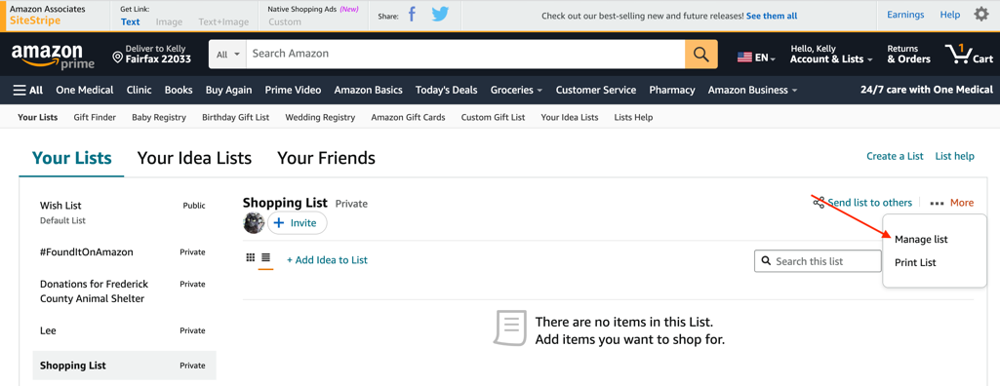 Amazon Associates
SiteStripe
Get Link:
Text Image Text+Image
Native Shopping Ads (New)
Custom
Share:
Check out our best-selling new and future releases! See them all
Earnings Help
amazon prime
Deliver to Kelly
Fairfax 22033
All
Search Amazon
EN
Hello, Kelly
Account & Lists
Returns
& Orders
1
Cart
All One Medical Clinic Books Buy Again Prime Video Amazon Basics Today's Deals Groceries Customer Service Pharmacy Amazon Business 24/7 care with One Medical
Your Lists Gift Finder Baby Registry Birthday Gift List Wedding Registry Amazon Gift Cards Custom Gift List Your Idea Lists Lists Help
Your Lists Your Idea Lists Your Friends
Create a List List help
Wish List Public
Default List
#FoundItOnAmazon Private
Donations for Frederick Private
County Animal Shelter
Lee Private
Shopping List Private
Shopping List Private
Send list to others
More
+ Invite
Manage list
Print List
+ Add Idea to List
Search this list
There are no items in this List.
Add items you want to shop for.